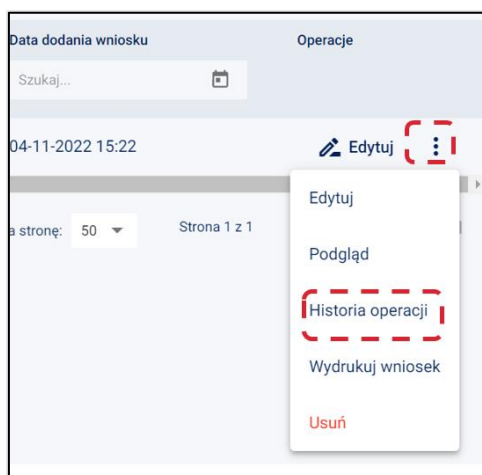 Data dodania wniosku Operacje
Szukaj...
04-11-2022 15:22 Edytuj
Edytuj
a stronę: 50 Strona 1 z 1
Podgląd
Historia operacji
Wydrukuj wniosek
Usuń